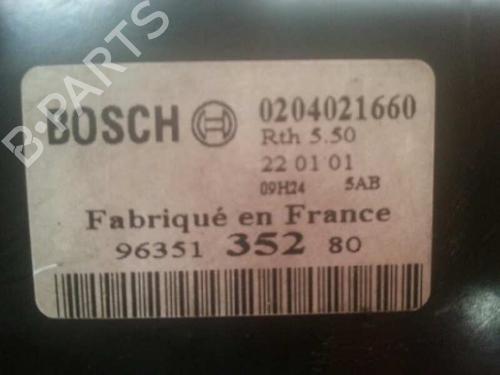 BOSCH 0204021660
Rth 5.50
22 01 01
09H24 5AB
Fabriqué en France
96351 352 80
B-PARTS